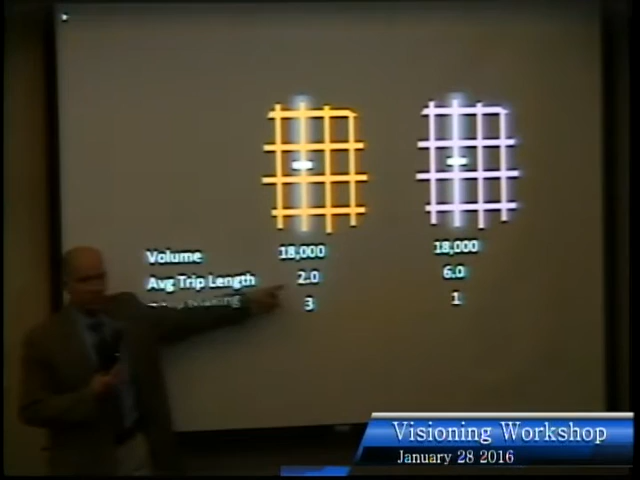 Volume 18,000 18,000
Avg Trip Length 2.0 6.0
3 1
Visioning Workshop
January 28 2016